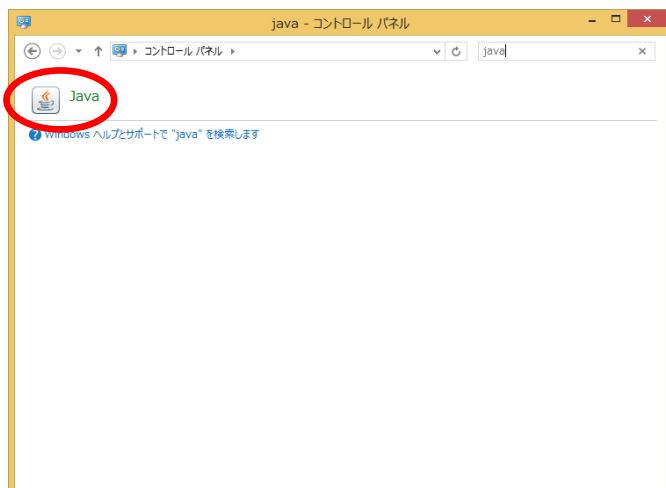 java - コントロール パネル
コントロール パネル
java
Java
Windows ヘルプとサポートで "java" を検索します